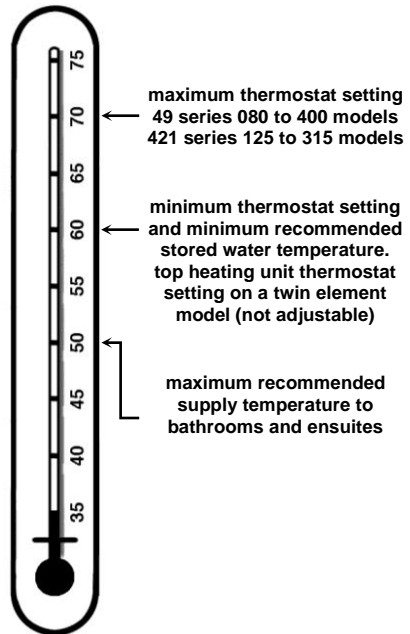 75
70
65
60
55
50
45
40
35
maximum thermostat setting
49 series 080 to 400 models
421 series 125 to 315 models
minimum thermostat setting
and minimum recommended
stored water temperature.
top heating unit thermostat
setting on a twin element
model (not adjustable)
maximum recommended
supply temperature to
bathrooms and ensuites